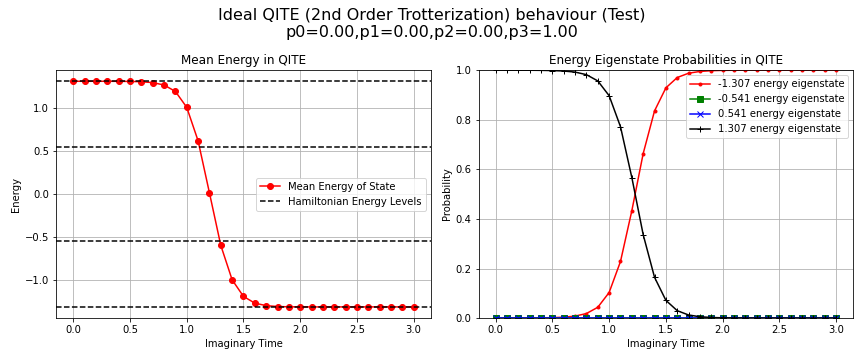 Ideal QITE (2nd Order Trotterization) behaviour (Test)
p0=0.00,p1=0.00,p2=0.00,p3=1.00
Mean Energy in QITE
Energy
1.0
0.5
0.0
−0.5
−1.0
Mean Energy of State
Hamiltonian Energy Levels
0.0 0.5 1.0 1.5 2.0 2.5 3.0
Imaginary Time
Energy Eigenstate Probabilities in QITE
Probability
1.0
0.8
0.6
0.4
0.2
0.0
-1.307 energy eigenstate
-0.541 energy eigenstate
0.541 energy eigenstate
1.307 energy eigenstate
0.0 0.5 1.0 1.5 2.0 2.5 3.0
Imaginary Time